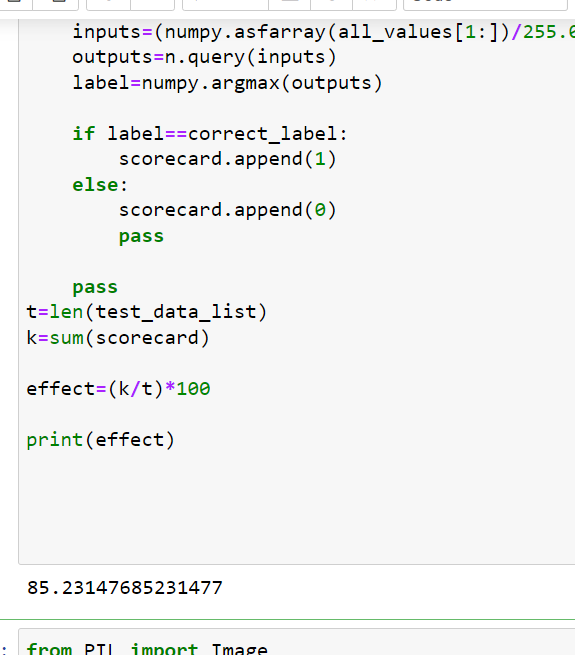 inputs=(numpy.asfarray(all_values[1:])/255.0
outputs=n.query(inputs)
label=numpy.argmax(outputs)
if label==correct_label:
scorecard.append(1)
else:
scorecard.append(0)
pass
pass
t=len(test_data_list)
k=sum(scorecard)
effect=(k/t)*100
print(effect)
85.23147685231477
: from PIL import Image